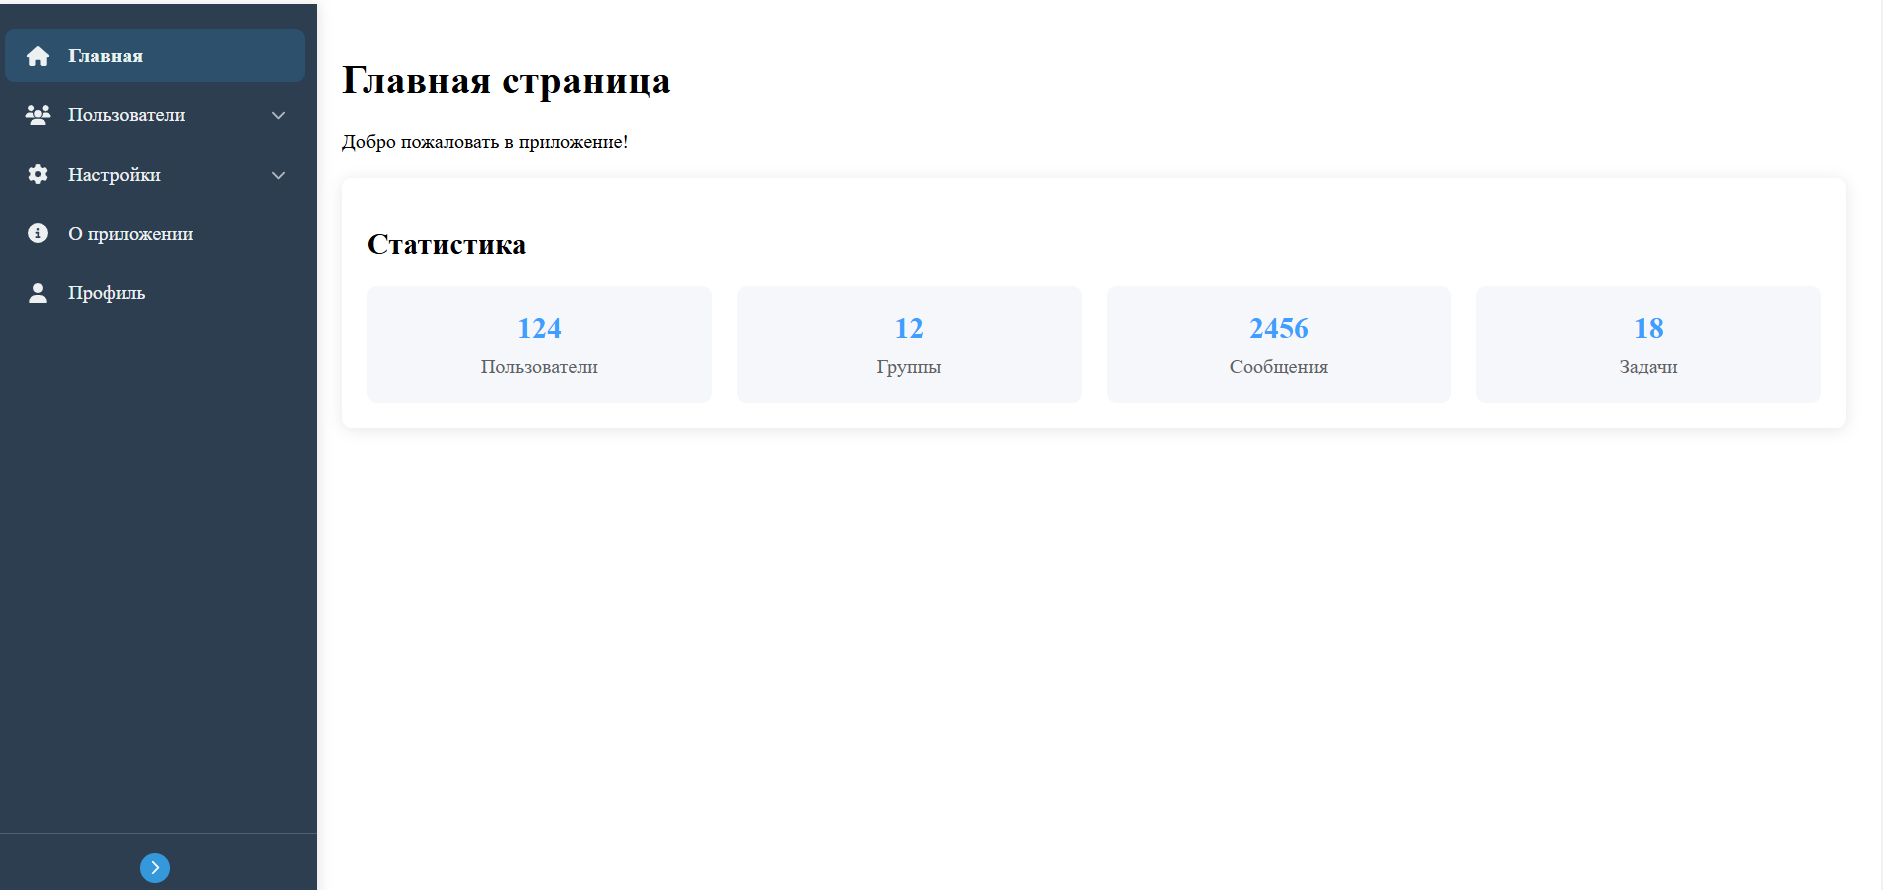 Главная
Пользователи
Настройки
О приложении
Профиль
Главная страница
Добро пожаловать в приложение!
Статистика
124
Пользователи
12
Группы
2456
Сообщения
18
Задачи